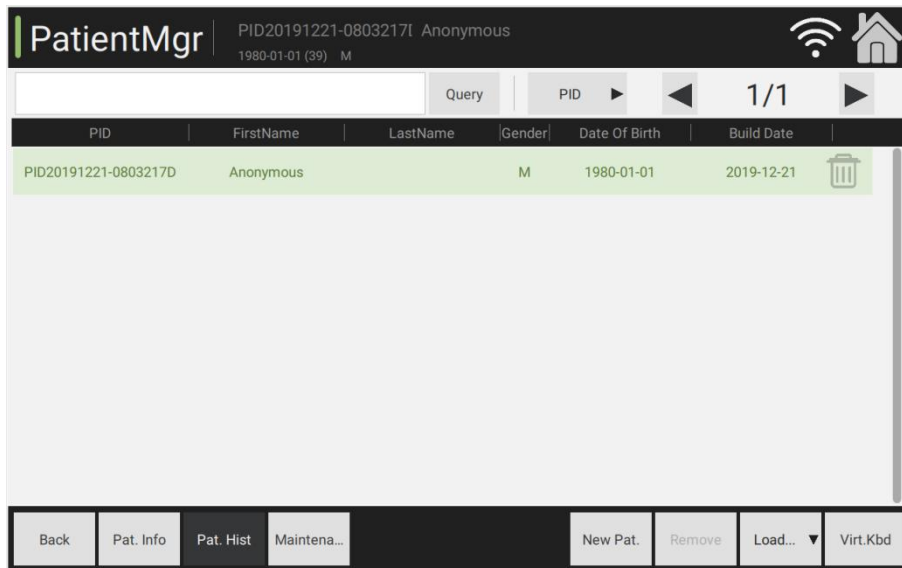 PatientMgr
PID20191221-0803217[ Anonymous
1980-01-01 (39) M
Query
PID
1/1
PID FirstName LastName Gender Date Of Birth Build Date
PID20191221-0803217D Anonymous M 1980-01-01 2019-12-21
Back Pat. Info Pat. Hist Maintena... New Pat. Remove Load... Virt.Kbd